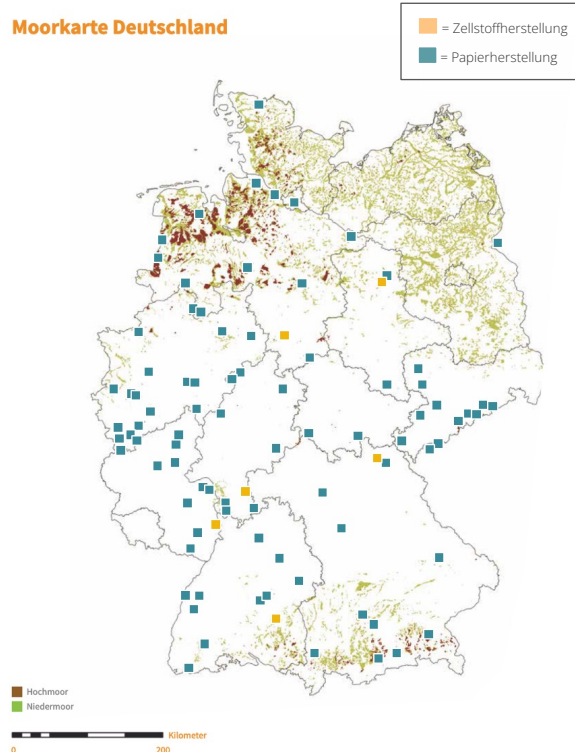 Moorkarte Deutschland
= Zellstoffherstellung
= Papierherstellung
Hochmoor
Niedermoor
Kilometer
0 200